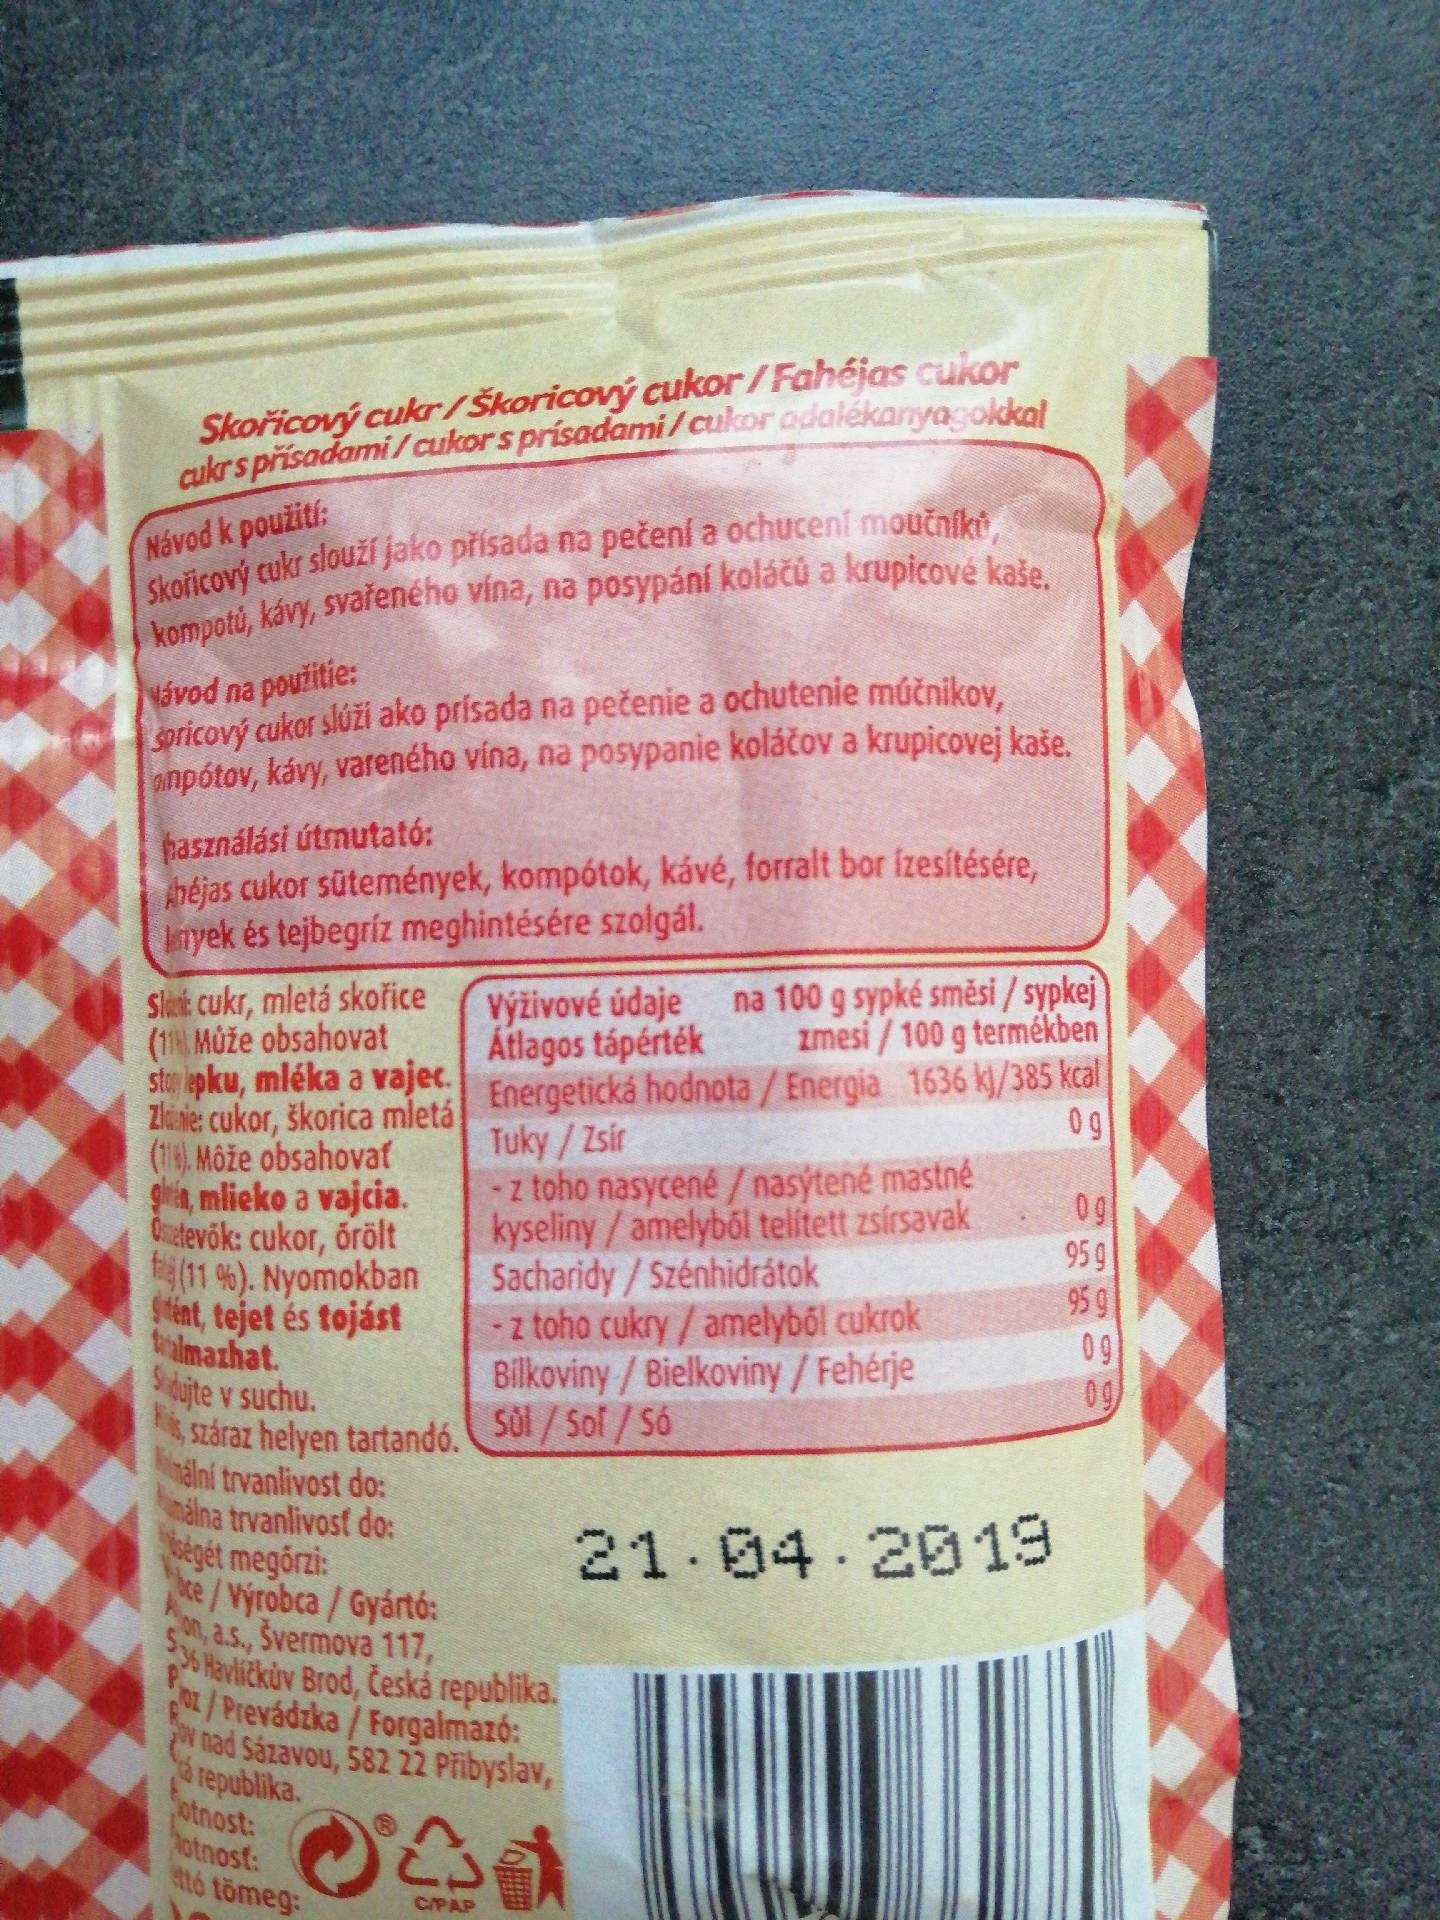 Skořicový cukr / Škoricový cukor / Fahéjas cukor
cukr s přísadami / cukor s prísadami / cukor adalékanyagokkal
Návod k použití:
Skořicový cukr slouží jako přísada na pečení a ochucení moučníků,
kompotů, kávy, svařeného vína, na posypání koláčů a krupicové kaše.
na použitie:
cukor slúži ako prísada na pečenie a ochutenie múčnikov,
kávy, vareného vína, na posypanie koláčov a krupicovej kaše.
használási útmutató:
cukor sütemények, kompótok, kávé, forralt bor ízesítésére,
és tejbegríz meghintésére szolgál.
cukr, mletá skořice
Může obsahovat
mléka a vajec.
cukor, škorica mletá
Môže obsahovať
mlieko a vajcia.
cukor, őrölt
(11 %). Nyomokban
tejet és tojást
v suchu.
száraz helyen tartandó.
trvanlivost do:
trvanlivosť do:
megőrzi:
/ Výrobca / Gyártó:
a.s., Švermova 117,
Havlíčkův Brod, Česká republika.
/ Prevádzka / Forgalmazó:
nad Sázavou, 582 22 Přibyslav,
republika.
tömeg:
Výživové údaje na 100 g sypké směsi / sypkej
Átlagos tápérték zmesi / 100 g termékben
Energetická hodnota / Energia 1636 kJ/385 kcal
Tuky / Zsír 0 g
- z toho nasycené / nasýtené mastné
kyseliny / amelyből telített zsírsavak 0 g
Sacharidy / Szénhidrátok 95 g
- z toho cukry / amelyből cukrok 95 g
Bílkoviny / Bielkoviny / Fehérje 0 g
Sůl / Soľ / Só 0 g
21.04.2019
®
C/PAP